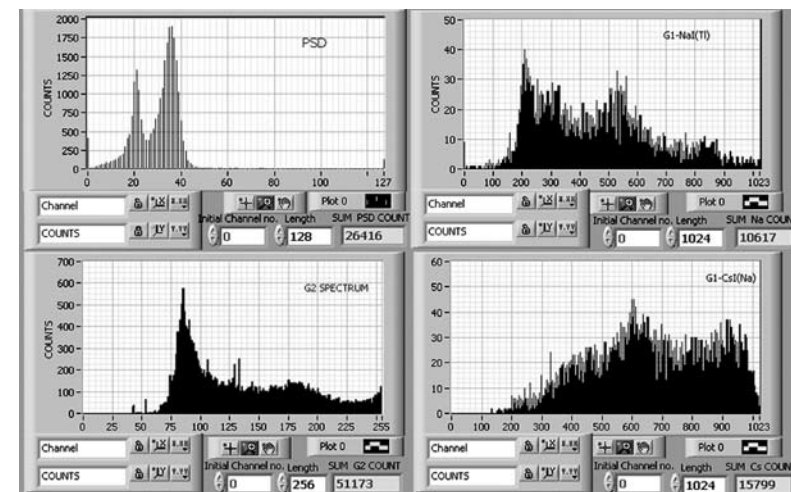 2000
1750
1500
1250
1000
750
500
250
0
COUNTS
PSD
0 20 40 60 80 100 127
Channel
COUNTS
Plot 0
Initial Channel no. Length SUM PSD COUNT
0 128 26416
50
40
30
20
10
0
COUNTS
G1-NaI(Tl)
0 100 200 300 400 500 600 700 800 900 1023
Channel
COUNTS
Plot 0
Initial Channel no. Length SUM Na COUN
0 1024 10617
700
600
500
400
300
200
100
0
COUNTS
G2 SPECTRUM
0 25 50 75 100 125 150 175 200 225 255
Channel
COUNTS
Plot 0
Initial Channel no. Length SUM G2 COUNT
0 256 51173
60
50
40
30
20
10
0
G1-CsI(Na)
0 100 200 300 400 500 600 700 800 900 1023
Channel
COUNTS
Plot 0
Initial Channel no. Length SUM Cs COUN
0 1024 15799